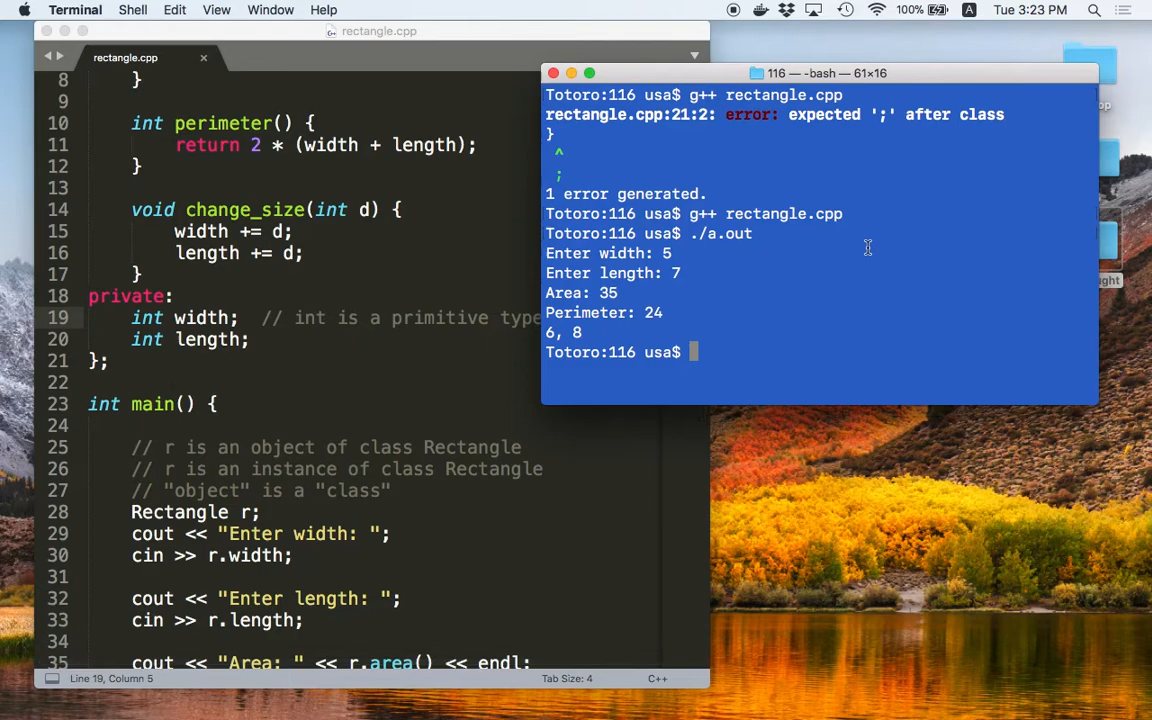 Terminal Shell Edit View Window Help 100% A Tue 3:23 PM
rectangle.cpp
rectangle.cpp ×
8 }
9
10 int perimeter() {
11 return 2 * (width + length);
12 }
13
14 void change_size(int d) {
15 width += d;
16 length += d;
17 }
18 private:
19 int width; // int is a primitive type
20 int length;
21 };
22
23 int main() {
24
25 // r is an object of class Rectangle
26 // r is an instance of class Rectangle
27 // "object" is a "class"
28 Rectangle r;
29 cout << "Enter width: ";
30 cin >> r.width;
31
32 cout << "Enter length: ";
33 cin >> r.length;
34
35 cout << "Area: " << r.area() << endl;
Line 19, Column 5 Tab Size: 4 C++
116 — -bash — 61×16
Totoro:116 usa$ g++ rectangle.cpp
rectangle.cpp:21:2: error: expected ';' after class
}
^
;
1 error generated.
Totoro:116 usa$ g++ rectangle.cpp
Totoro:116 usa$ ./a.out
Enter width: 5
Enter length: 7
Area: 35
Perimeter: 24
6, 8
Totoro:116 usa$